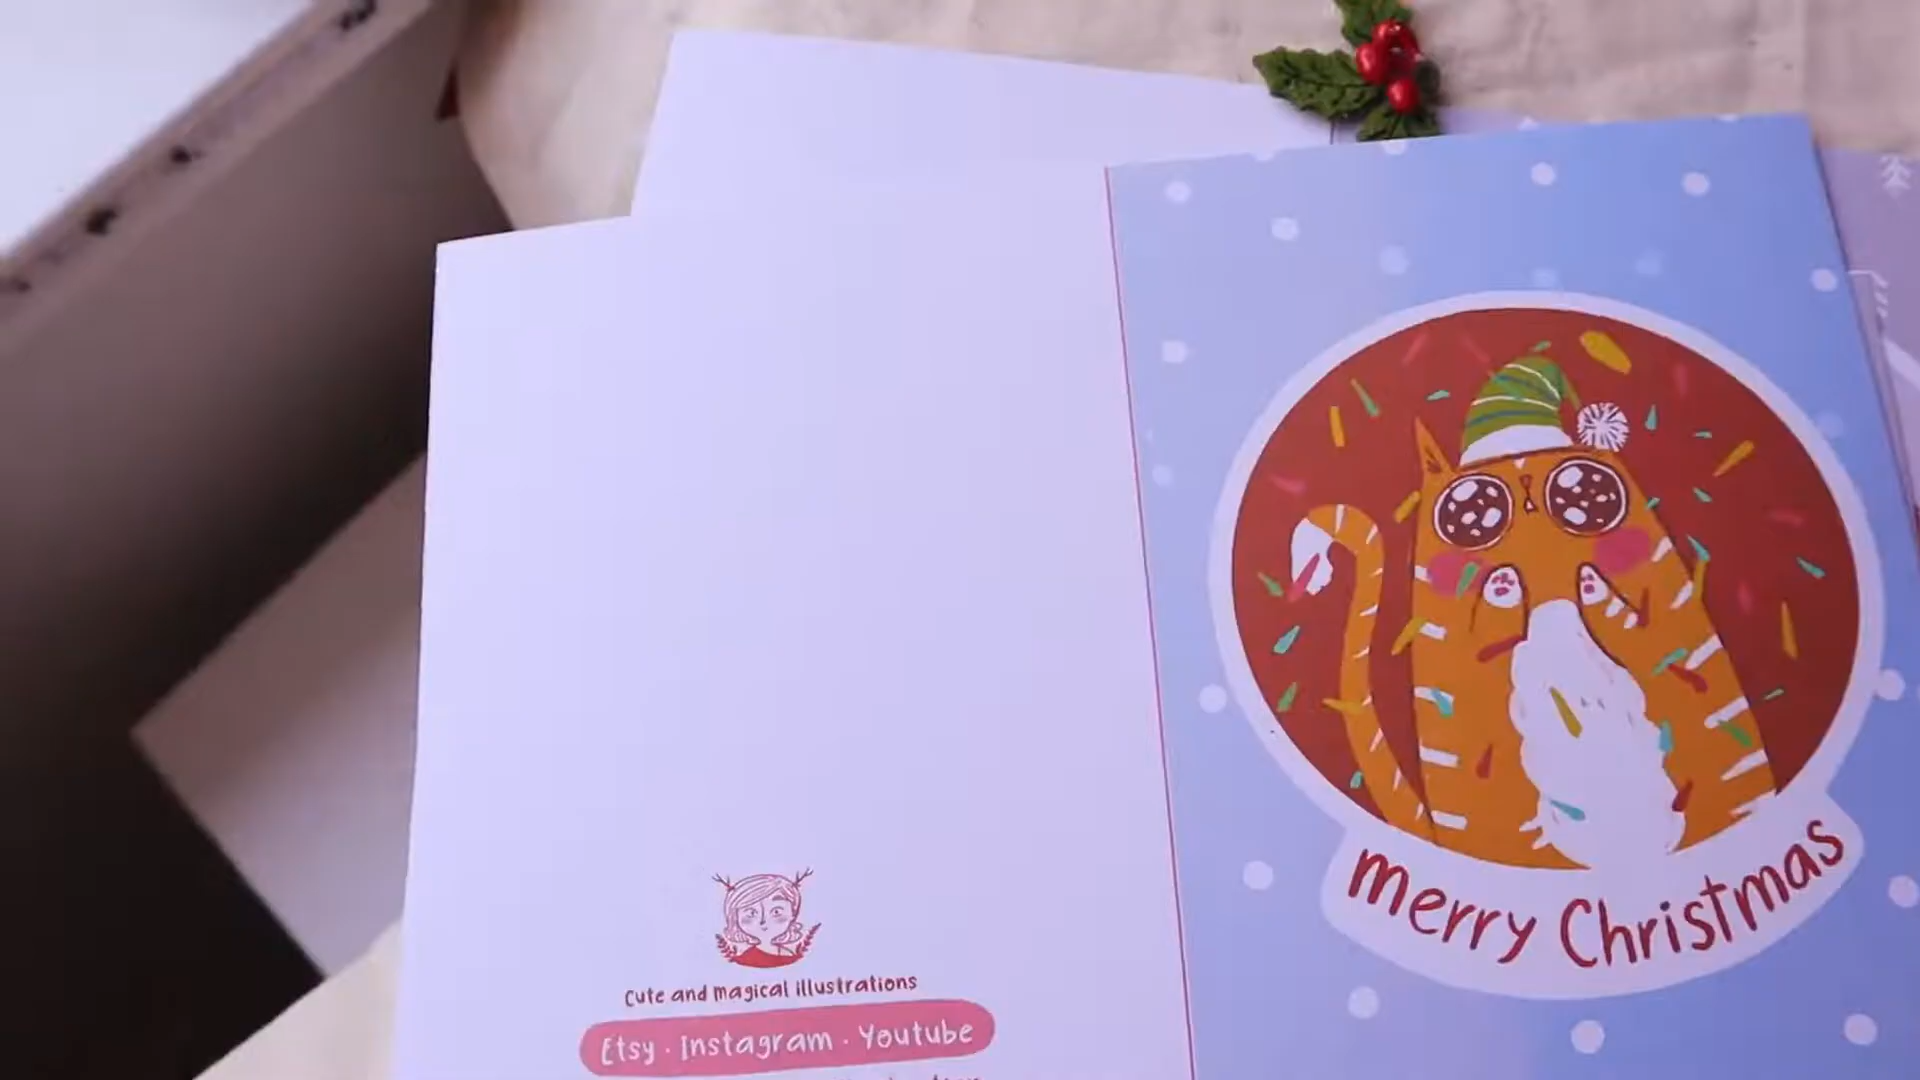 Cute and magical illustrations
Etsy · Instagram · Youtube
merry Christmas